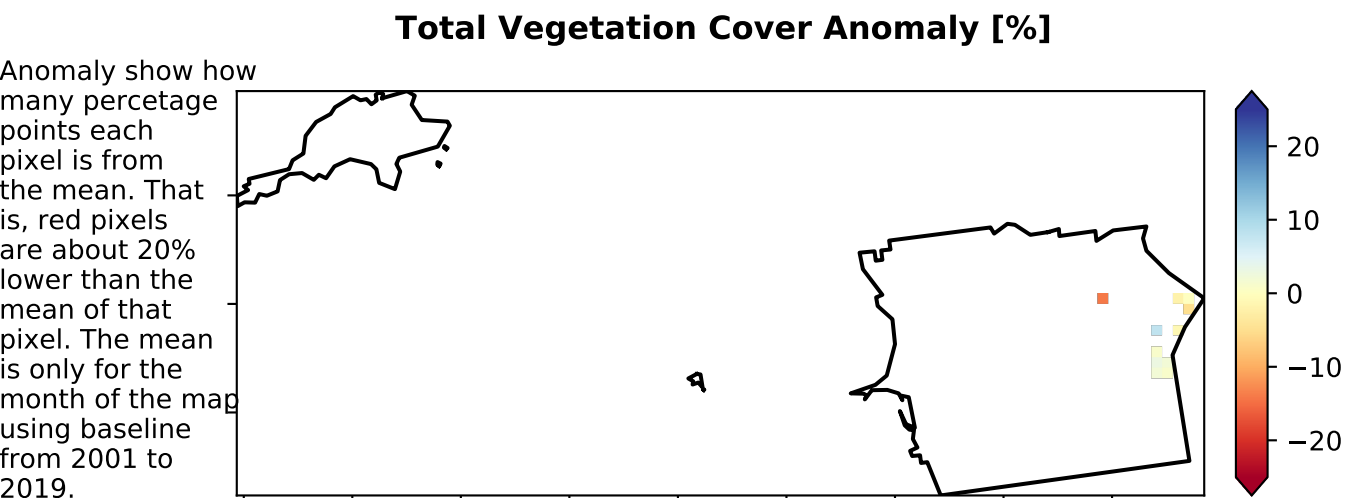 Total Vegetation Cover Anomaly [%]
Anomaly show how
many percetage
points each
pixel is from
the mean. That
is, red pixels
are about 20%
lower than the
mean of that
pixel. The mean
is only for the
month of the map
using baseline
from 2001 to
2019.
20
10
0
−10
−20